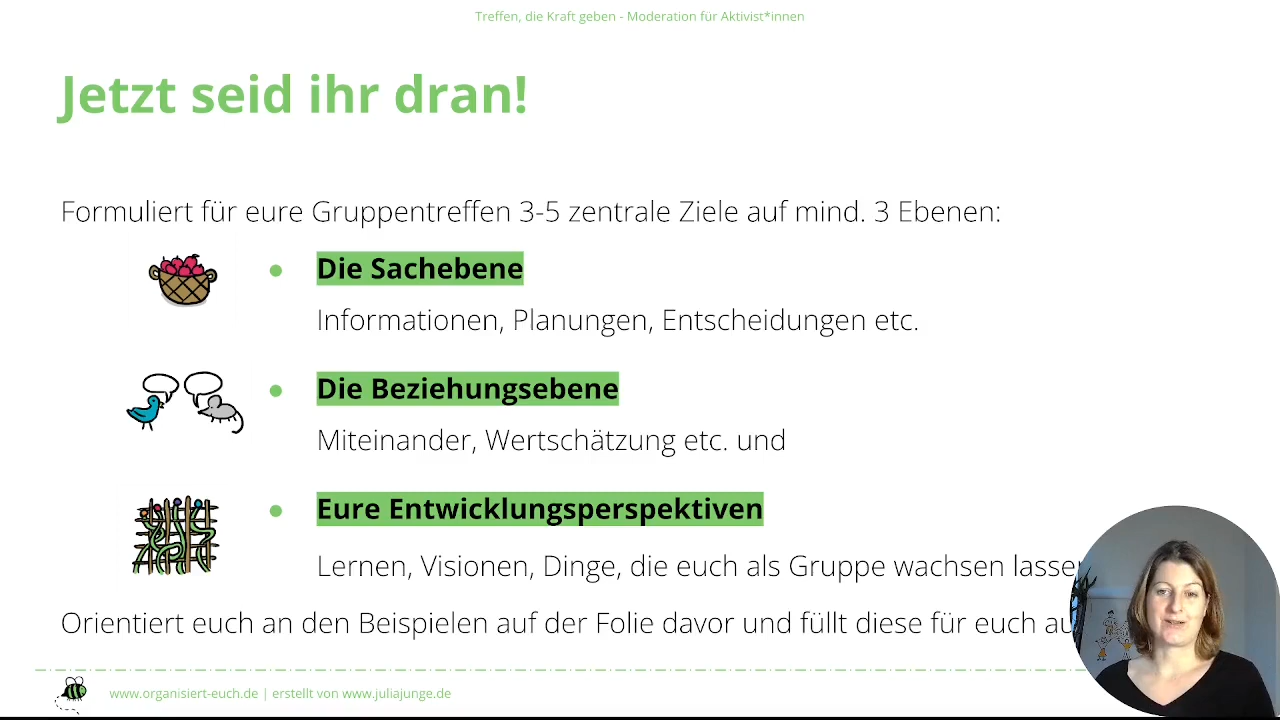 Treffen, die Kraft geben - Moderation für Aktivist*innen
Jetzt seid ihr dran!
Formuliert für eure Gruppentreffen 3-5 zentrale Ziele auf mind. 3 Ebenen:
Die Sachebene
Informationen, Planungen, Entscheidungen etc.
Die Beziehungsebene
Miteinander, Wertschätzung etc. und
Eure Entwicklungsperspektiven
Lernen, Visionen, Dinge, die euch als Gruppe wachsen lasse
Orientiert euch an den Beispielen auf der Folie davor und füllt diese für euch au
www.organisiert-euch.de | erstellt von www.juliajunge.de